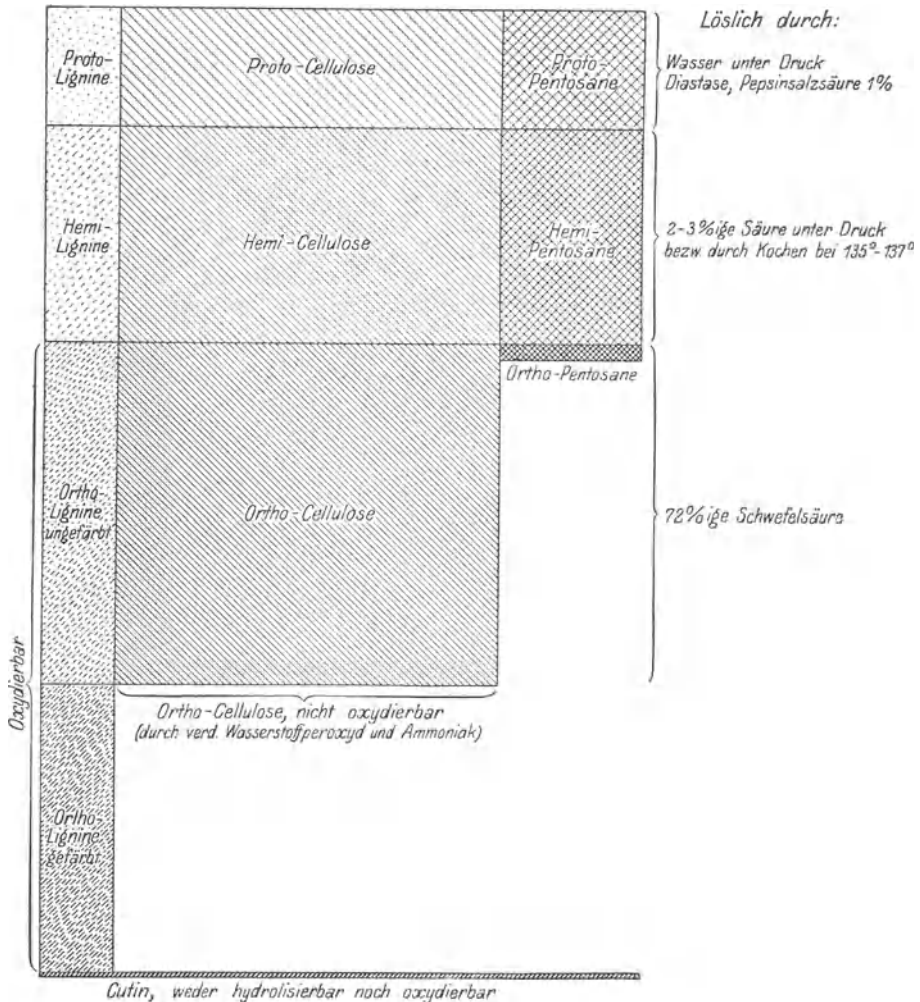 Löslich durch:
Proto-
Lignine
Proto-Cellulose
Proto-
Pentosane
Wasser unter Druck
Diastase, Pepsinsalzsäure 1%
Hemi-
Lignine
Hemi-Cellulose
Hemi-
Pentosane
2-3%ige Säure unter Druck
bezw. durch Kochen bei 135°-137°
Ortho-Pentosane
Ortho-
Lignine
ungefärbt
Ortho-Cellulose
72%ige Schwefelsäure
Oxydierbar
Ortho-Cellulose, nicht oxydierbar
(durch verd. Wasserstoffperoxyd und Ammoniak)
Ortho-
Lignine
gefärbt
Cutin, weder hydrolisierbar noch oxydierbar